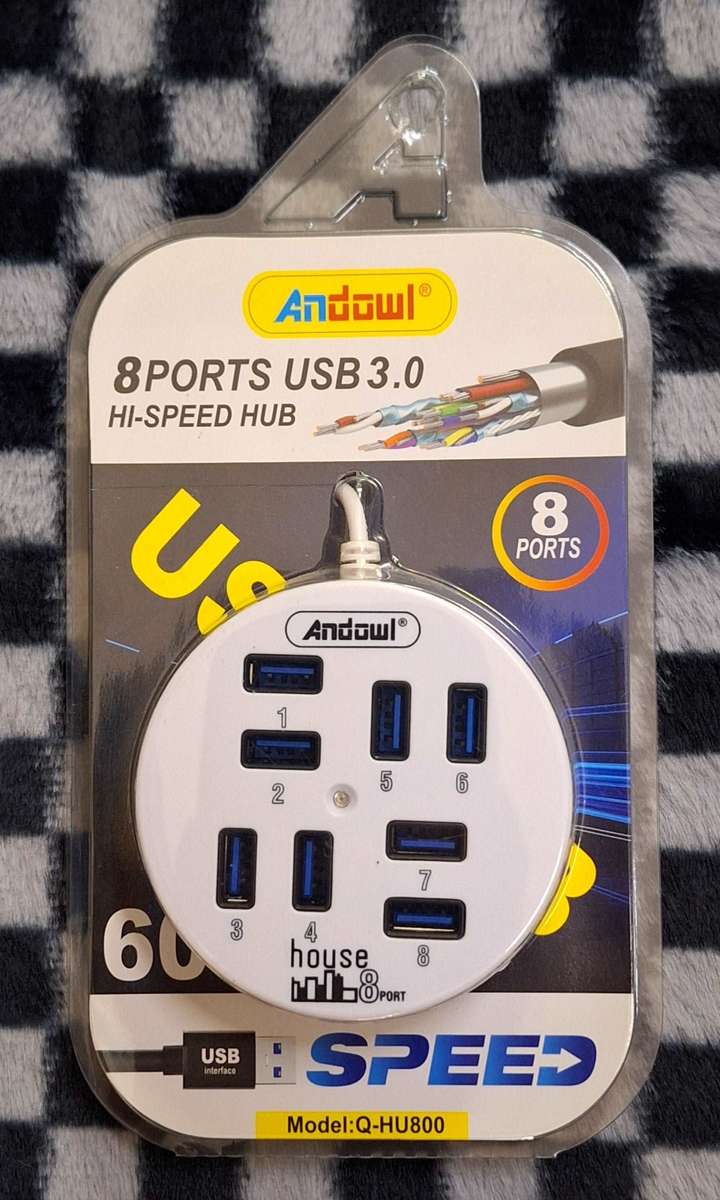 Andowl®
8PORTS USB 3.0
HI-SPEED HUB
8
PORTS
US
Andowl®
1
2
5
6
3
4
7
8
house
8PORT
60
B
USB
interface
SPEED
Model:Q-HU800